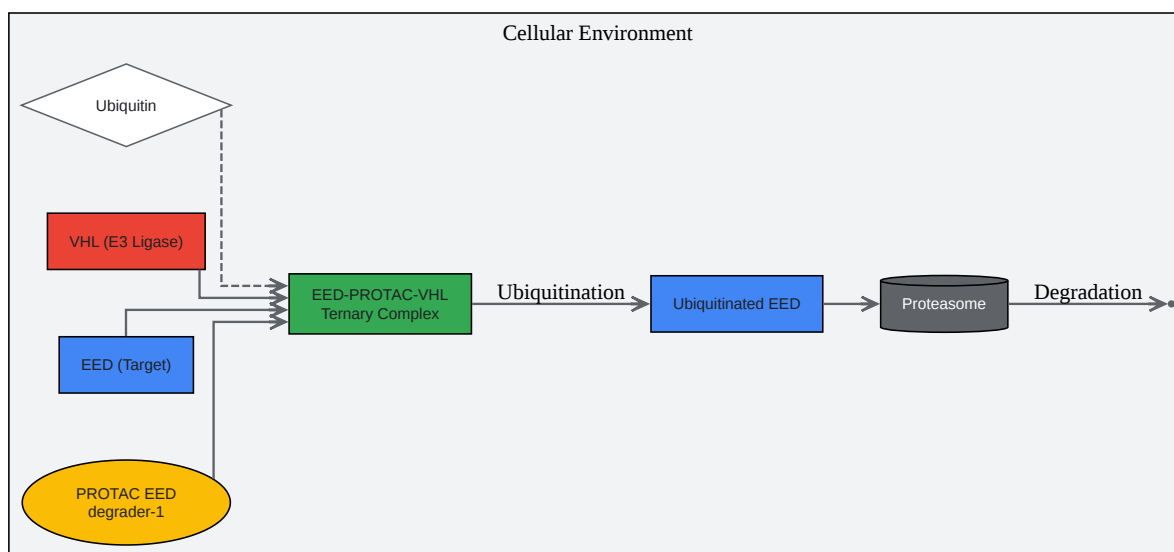 Cellular Environment
Ubiquitin
VHL (E3 Ligase)
EED-PROTAC-VHL
Ternary Complex
Ubiquitination
Ubiquitinated EED
Proteasome
Degradation
EED (Target)
PROTAC EED
degrader-1